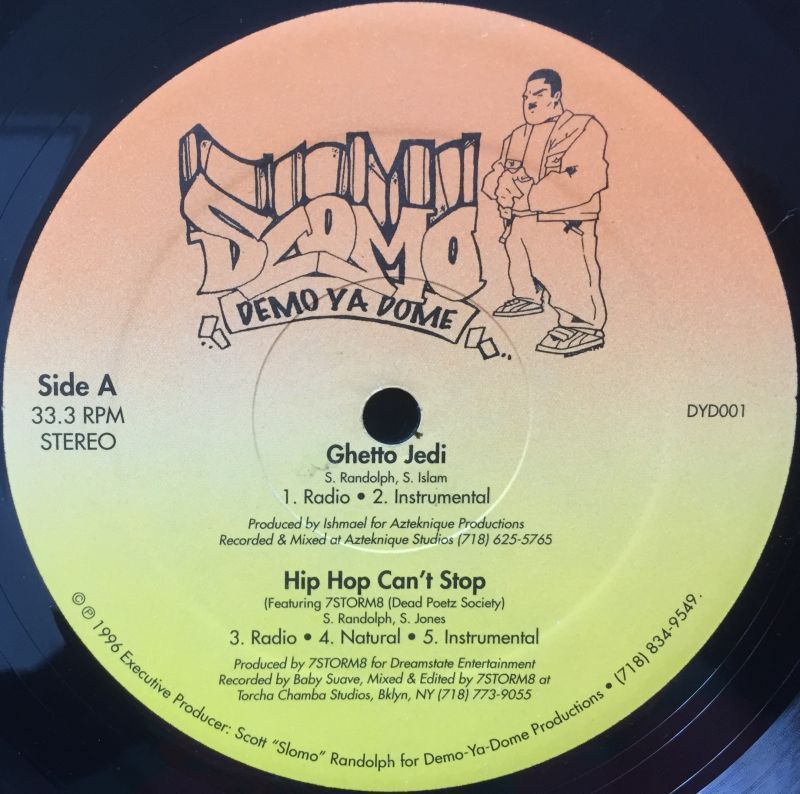 SLOMO
DEMO YA DOME
Side A
33.3 RPM
STEREO
DYD001
Ghetto Jedi
S. Randolph, S. Islam
1. Radio • 2. Instrumental
Produced by Ishmael for Azteknique Productions
Recorded & Mixed at Azteknique Studios (718) 625-5765
Hip Hop Can't Stop
(Featuring 7STORM8 (Dead Poetz Society)
S. Randolph, S. Jones
3. Radio • 4. Natural • 5. Instrumental
Produced by 7STORM8 for Dreamstate Entertainment
Recorded by Baby Suave, Mixed & Edited by 7STORM8 at
Torcha Chamba Studios, Bklyn, NY (718) 773-9055
© ℗ 1996 Executive Producer: Scott "Slomo" Randolph for Demo-Ya-Dome Productions • (718) 834-9549.